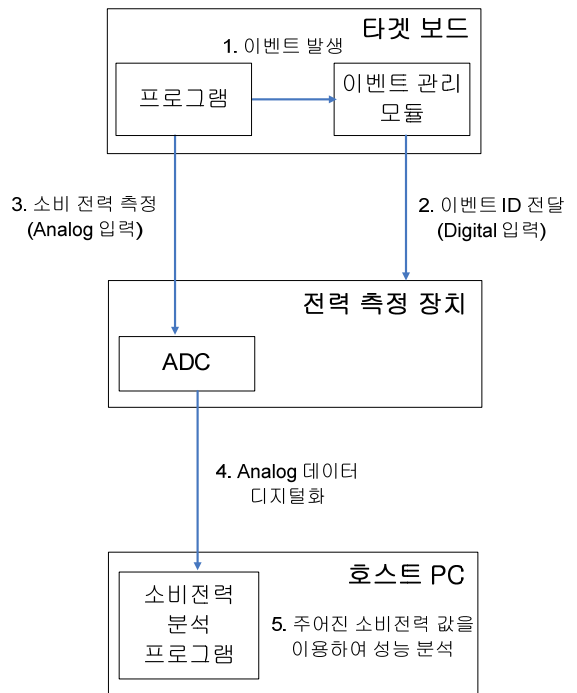 타겟 보드
1. 이벤트 발생
프로그램
이벤트 관리
모듈
3. 소비 전력 측정
(Analog 입력)
2. 이벤트 ID 전달
(Digital 입력)
전력 측정 장치
ADC
4. Analog 데이터
디지털화
호스트 PC
소비전력
분석
프로그램
5. 주어진 소비전력 값을
이용하여 성능 분석